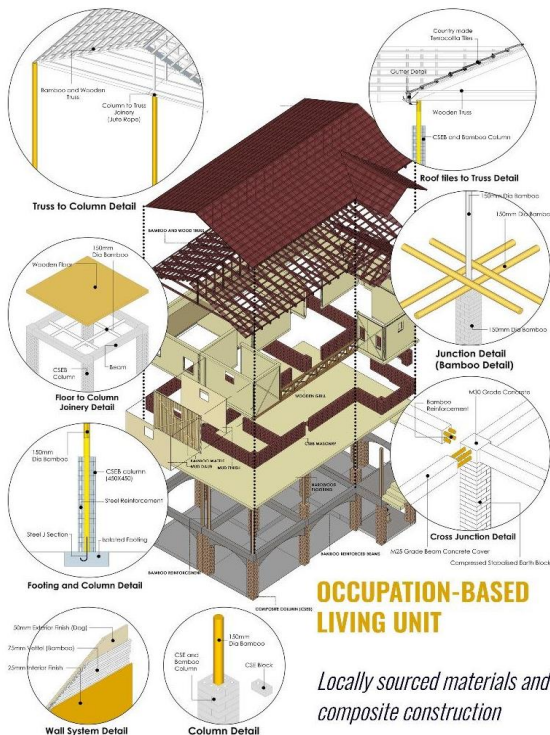 Bamboo and Wooden
Truss
Column to Truss
Joinery
(Jute Rope)
Truss to Column Detail
Country made
Terracotta Tiles
Gutter Detail
Wooden Truss
CSEB and Bamboo Column
Roof tiles to Truss Detail
BAMBOO AND WOOD TRUSS
150mm Dia Bamboo
150mm Dia Bamboo
150mm Dia Bamboo
Junction Detail
(Bamboo Detail)
150mm
Dia Bamboo
Wooden Floor
CSEB
Column
Beam
Floor to Column
Joinery Detail
WOODEN GRILL
CSEB MASONRY
MUD FINISH
HARDWOOD
FLOORING
BAMBOO REINFORCED BEAMS
BAMBOO REINFORCEMENT
COMPOSITE COLUMN (CSEB)
M30 Grade Concrete
Bamboo
Reinforcement
Cross Junction Detail
M25 Grade Beam Concrete Cover
Compressed Stabalised Earth Block
150mm
Dia Bamboo
CSEB column
(450X450)
Steel Reinforcement
Steel J Section
Isolated Footing
Footing and Column Detail
50mm Exterior Finish (Dag)
75mm Vettei (Bamboo)
25mm Interior Finish
Wall System Detail
150mm
Dia Bamboo
CSE and
Bamboo
Column
CSE Block
Column Detail
OCCUPATION-BASED
LIVING UNIT
Locally sourced materials and
composite construction